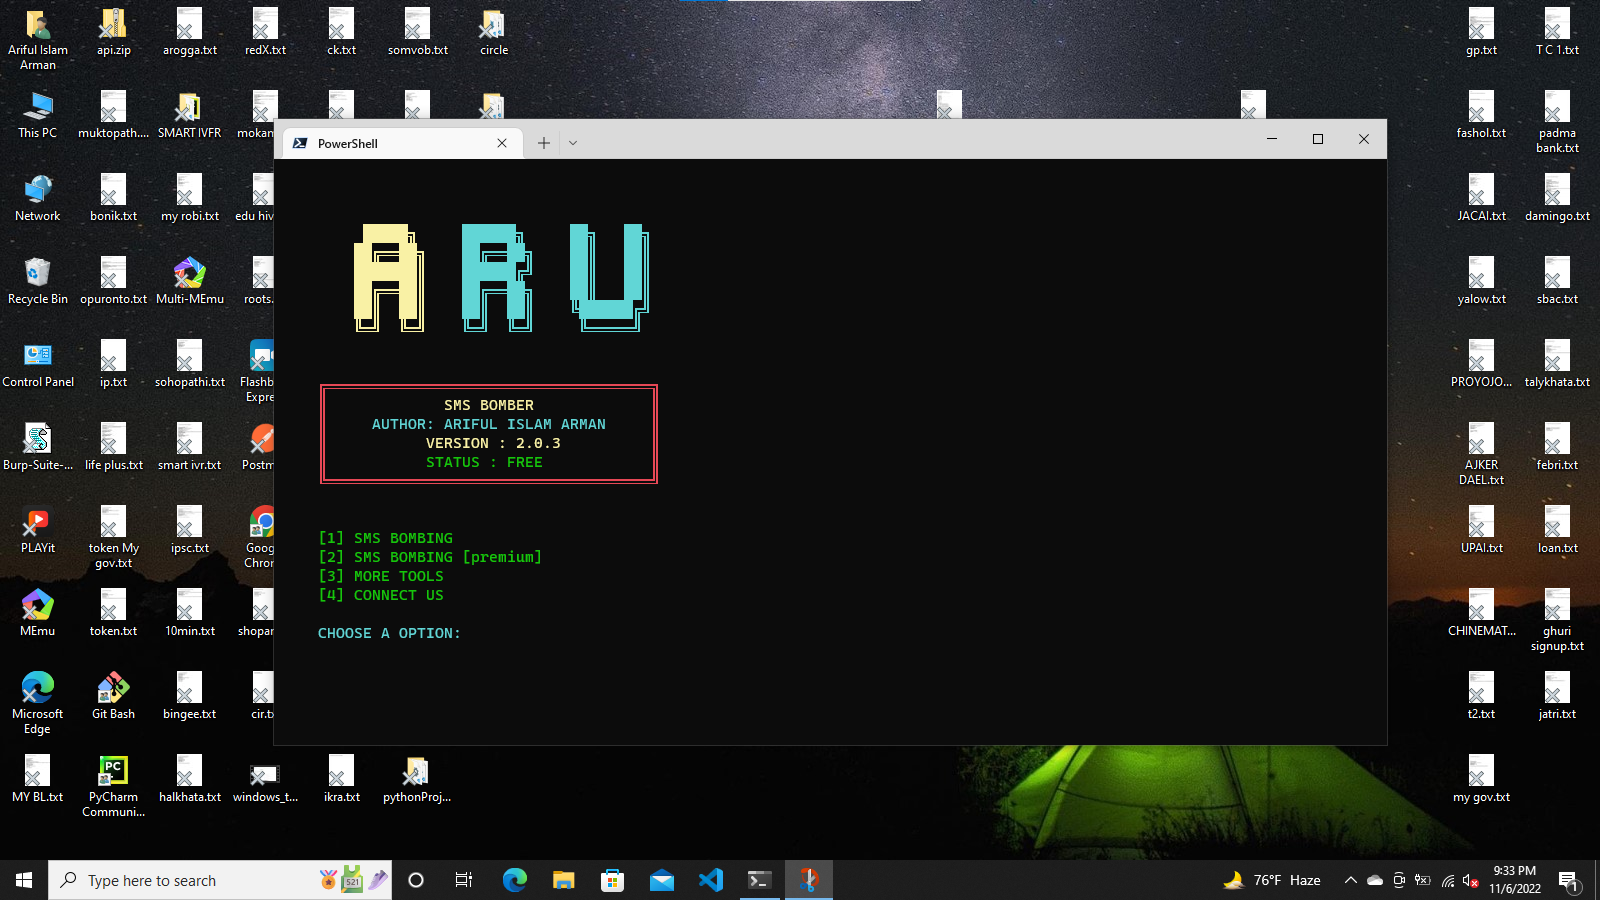 Ariful Islam
Arman
api.zip
arogga.txt
redX.txt
ck.txt
somvob.txt
circle
gp.txt
T C 1.txt
This PC
muktopath....
SMART IVFR
mokam
fashol.txt
padma
bank.txt
PowerShell
Network
bonik.txt
my robi.txt
edu hiv
JACAI.txt
damingo.txt
ARU
Recycle Bin
opuronto.txt
Multi-MEmu
roots.
yalow.txt
sbac.txt
Control Panel
ip.txt
sohopathi.txt
Flashb
Expre
PROYOJO...
talykhata.txt
SMS BOMBER
AUTHOR: ARIFUL ISLAM ARMAN
VERSION : 2.0.3
STATUS : FREE
Burp-Suite-...
life plus.txt
smart ivr.txt
Postm
AJKER
DAEL.txt
febri.txt
[1] SMS BOMBING
[2] SMS BOMBING [premium]
[3] MORE TOOLS
[4] CONNECT US
CHOOSE A OPTION:
PLAYit
token My
gov.txt
ipsc.txt
Goog
Chron
UPAI.txt
loan.txt
MEmu
token.txt
10min.txt
shopar
CHINEMAT...
ghuri
signup.txt
Microsoft
Edge
Git Bash
bingee.txt
cir.tx
t2.txt
jatri.txt
MY BL.txt
PC
PyCharm
Communi...
halkhata.txt
windows_t...
ikra.txt
pythonProj...
my gov.txt
Type here to search
521
76°F Haze
9:33 PM
11/6/2022
1